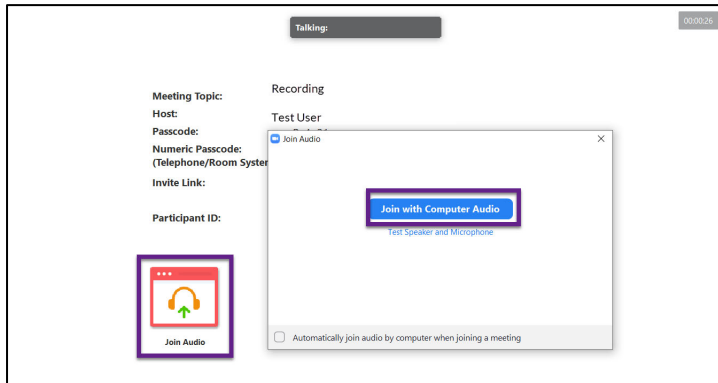 Talking:
00:00:26
Meeting Topic:
Recording
Host:
Test User
Passcode:
Numeric Passcode:
(Telephone/Room System
Invite Link:
Participant ID:
Join Audio
Join Audio
Join with Computer Audio
Test Speaker and Microphone
Automatically join audio by computer when joining a meeting